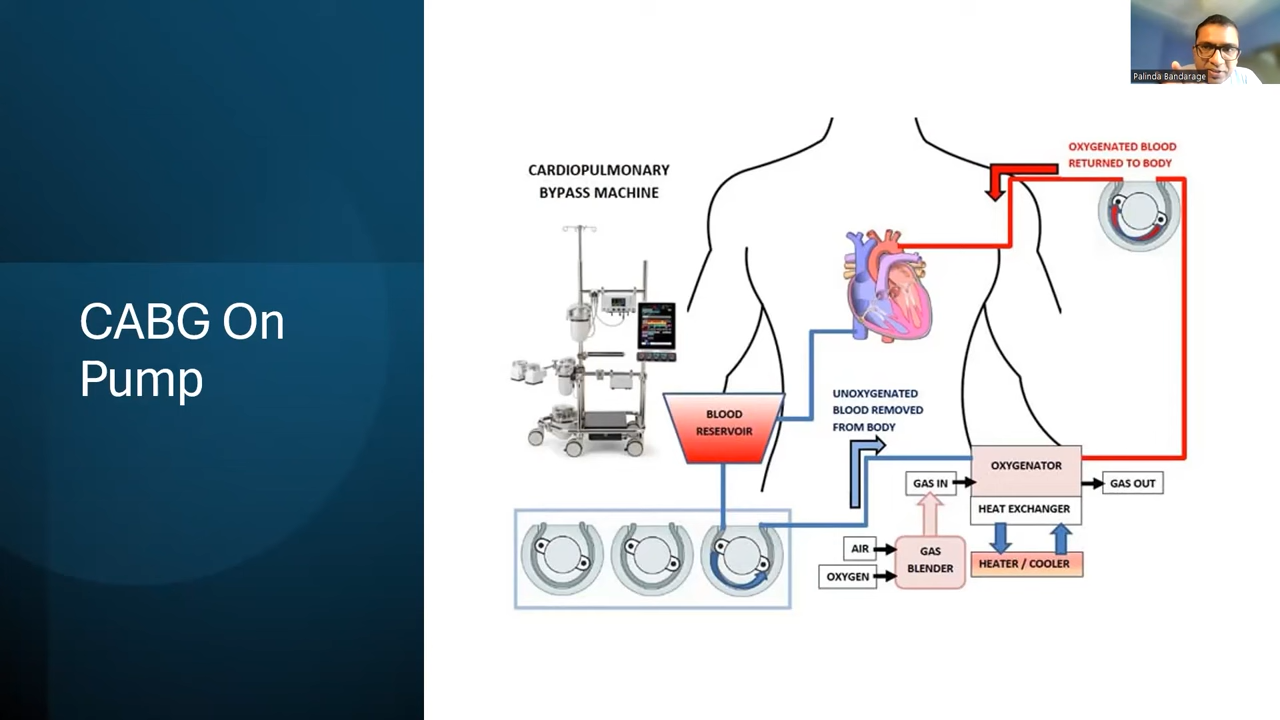 CABG On
Pump
Palinda Bandarage
CARDIOPULMONARY
BYPASS MACHINE
OXYGENATED BLOOD
RETURNED TO BODY
BLOOD
RESERVOIR
UNOXYGENATED
BLOOD REMOVED
FROM BODY
OXYGENATOR
GAS IN
GAS OUT
HEAT EXCHANGER
AIR
OXYGEN
GAS
BLENDER
HEATER / COOLER